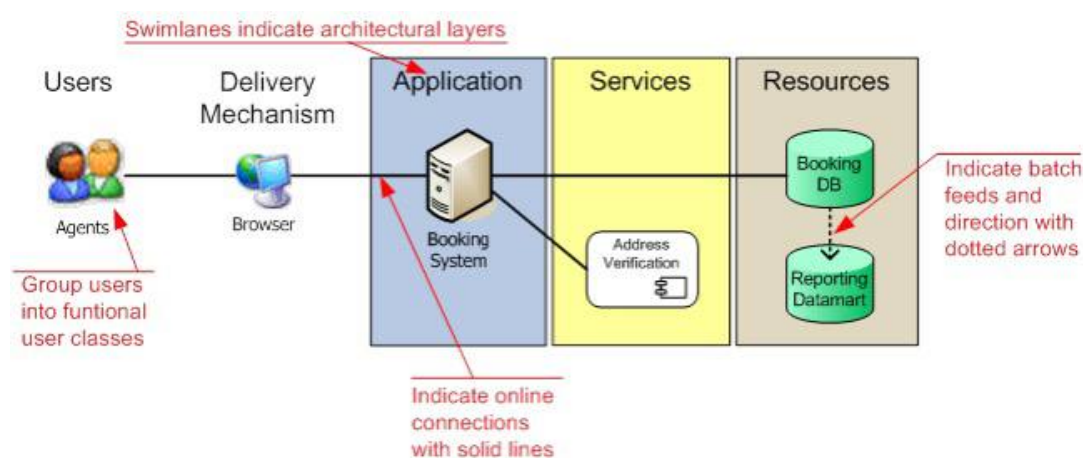 Swimlanes indicate architectural layers
Users
Delivery
Mechanism
Application
Services
Resources
Agents
Browser
Booking
System
Address
Verification
Booking
DB
Reporting
Datamart
Indicate batch
feeds and
direction with
dotted arrows
Group users
into funtional
user classes
Indicate online
connections
with solid lines